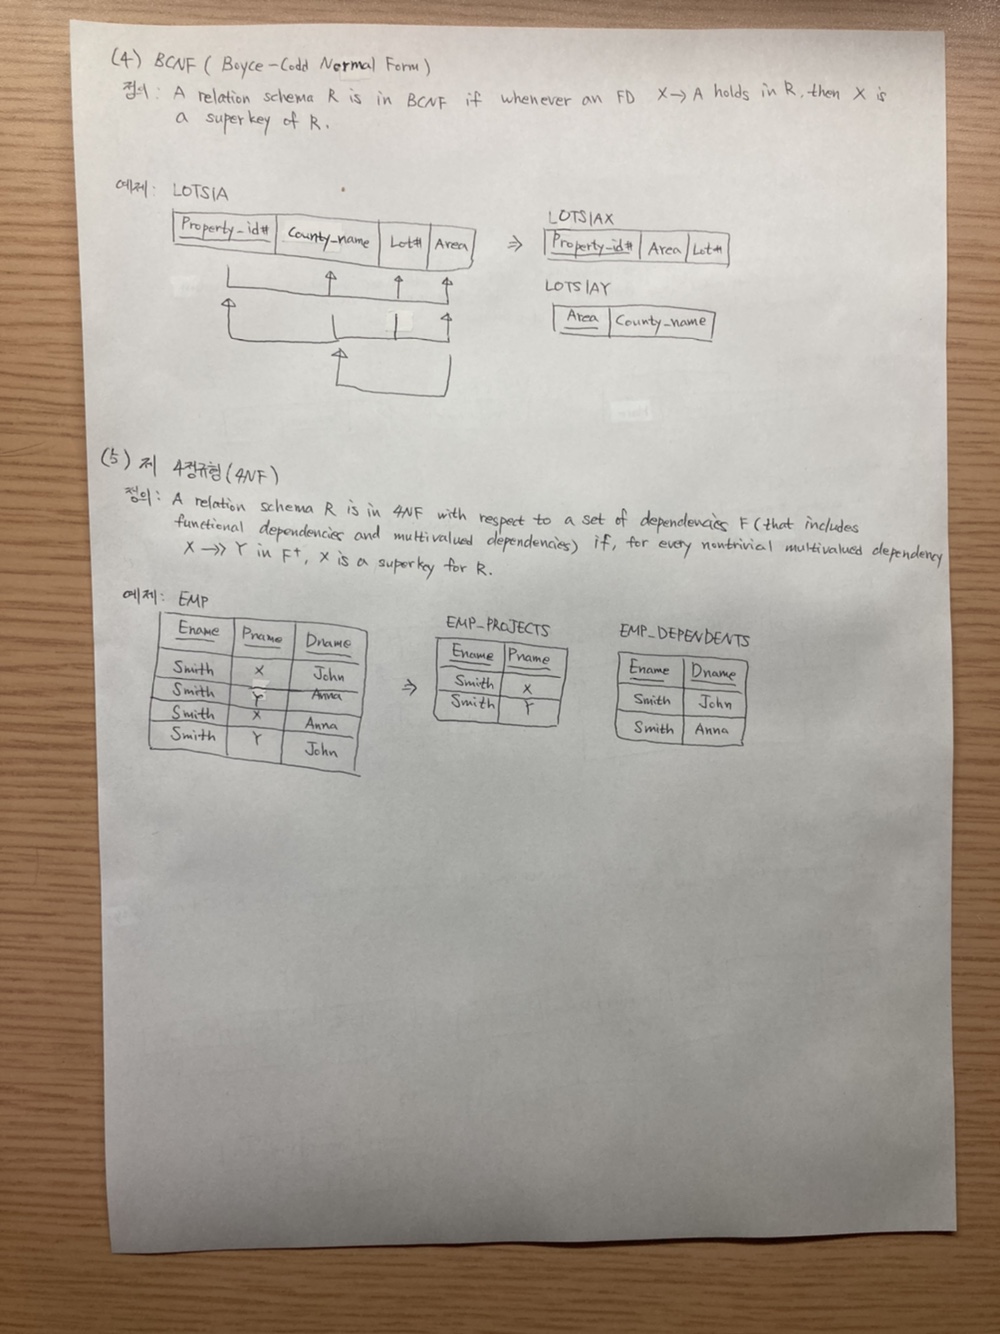 (4) BCNF ( Boyce-Codd Normal Form )
정의 : A relation schema R is in BCNF if whenever an FD X → A holds in R, then X is
a superkey of R.
예제 : LOTS1A
Property_id# County_name Lot# Area
⇒
LOTS1AX
Property_id# Area Lot#
LOTS1AY
Area County_name
(5) 제 4정규형 (4NF)
정의 : A relation schema R is in 4NF with respect to a set of dependencies F (that includes
functional dependencies and multivalued dependencies) if, for every nontrivial multivalued dependency
X →→ Y in F⁺, X is a superkey for R.
예제 : EMP
Ename Pname Dname
Smith X John
Smith Y Anna
Smith X Anna
Smith Y John
⇒
EMP_PROJECTS
Ename Pname
Smith X
Smith Y
EMP_DEPENDENTS
Ename Dname
Smith John
Smith Anna